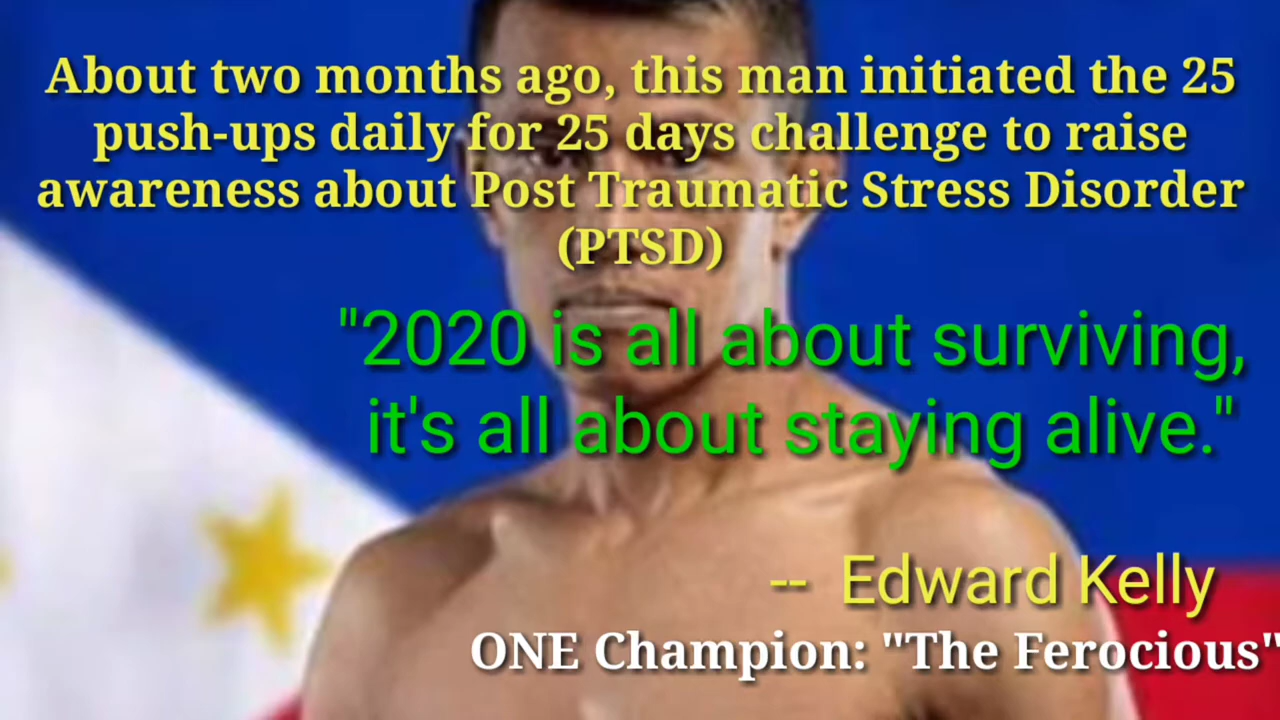 About two months ago, this man initiated the 25
push-ups daily for 25 days challenge to raise
awareness about Post Traumatic Stress Disorder
(PTSD)
"2020 is all about surviving,
it's all about staying alive."
-- Edward Kelly
ONE Champion: "The Ferocious"